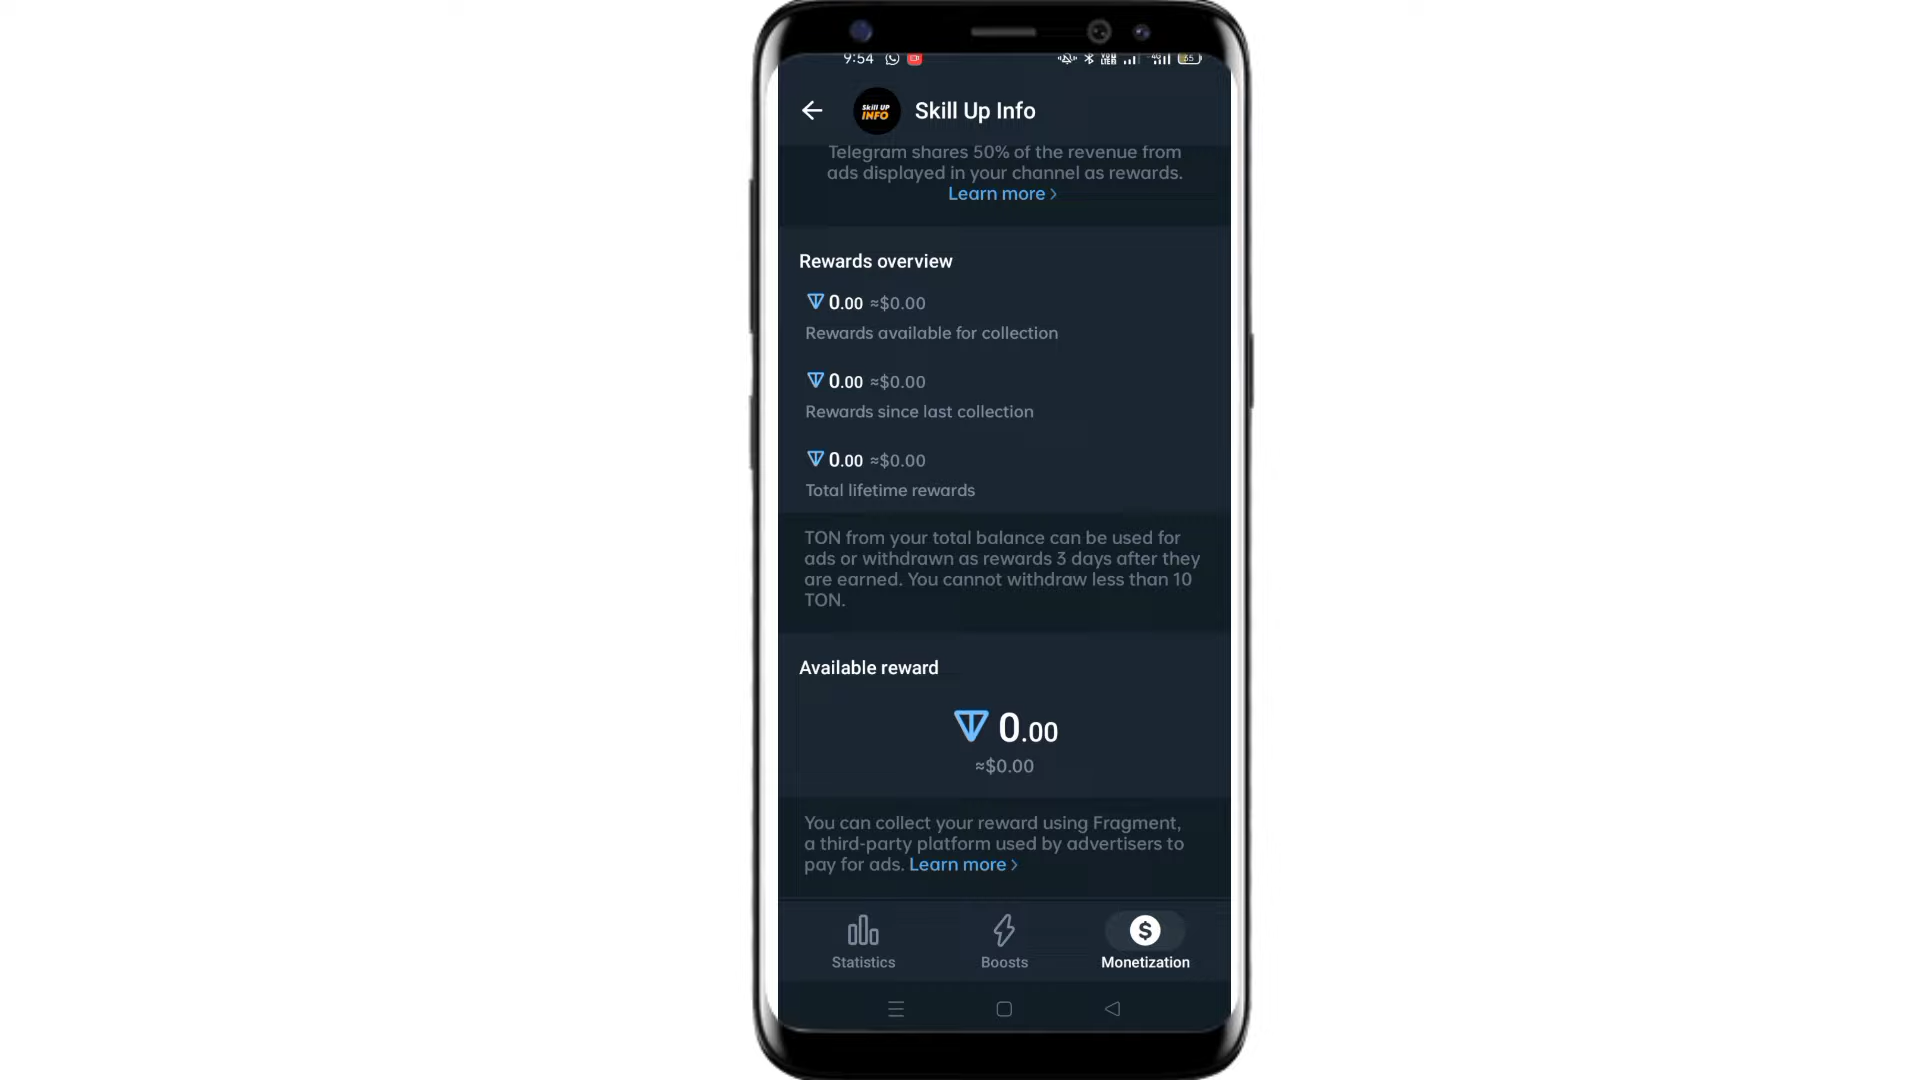 9:54
35
Skill UP
INFO
Skill Up Info
Telegram shares 50% of the revenue from
ads displayed in your channel as rewards.
Learn more >
Rewards overview
0.00 ≈$0.00
Rewards available for collection
0.00 ≈$0.00
Rewards since last collection
0.00 ≈$0.00
Total lifetime rewards
TON from your total balance can be used for
ads or withdrawn as rewards 3 days after they
are earned. You cannot withdraw less than 10
TON.
Available reward
0.00
≈$0.00
You can collect your reward using Fragment,
a third-party platform used by advertisers to
pay for ads. Learn more >
Statistics
Boosts
Monetization